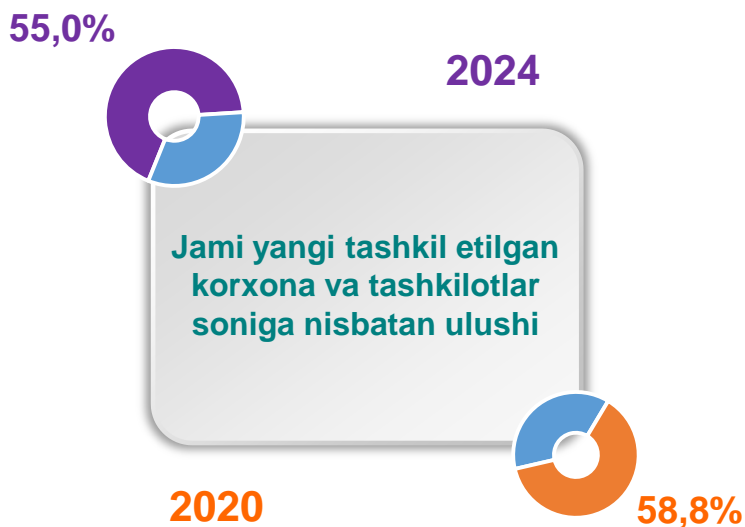 55,0%
2024
Jami yangi tashkil etilgan
korxona va tashkilotlar
soniga nisbatan ulushi
2020
58,8%